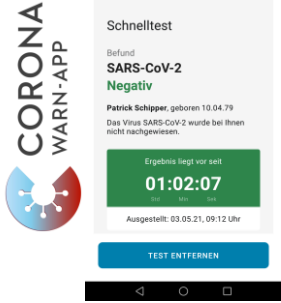 CORONA
WARN-APP
Schnelltest
Befund
SARS-CoV-2
Negativ
Patrick Schipper, geboren 10.04.79
Das Virus SARS-CoV-2 wurde bei Ihnen
nicht nachgewiesen.
Ergebnis liegt vor seit
01:02:07
Std Min Sek
Ausgestellt: 03.05.21, 09:12 Uhr
TEST ENTFERNEN